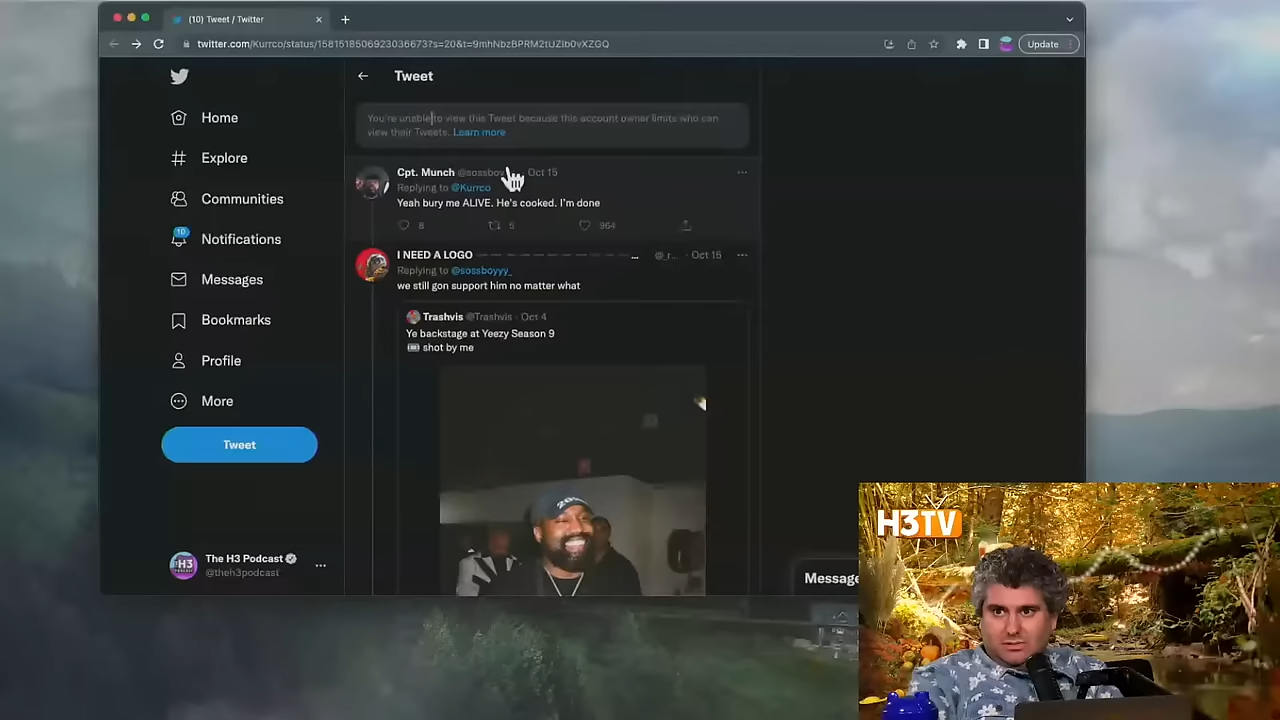 (10) Tweet / Twitter
twitter.com/Kurrco/status/1581518506923036673?s=20&t=9mhNbzBPRM2tUZlb0vXZGQ
Update
Tweet
Home
Explore
Communities
10
Notifications
Messages
Bookmarks
Profile
More
Tweet
The H3 Podcast
@theh3podcast
You're unable to view this Tweet because this account owner limits who can
view their Tweets. Learn more
Cpt. Munch @sossboy Oct 15
Replying to @Kurrco
Yeah bury me ALIVE. He's cooked. I'm done
8 5 964
I NEED A LOGO ... @_r... · Oct 15
Replying to @sossboyyy_
we still gon support him no matter what
Trashvis @Trashvis · Oct 4
Ye backstage at Yeezy Season 9
shot by me
Message
H3TV